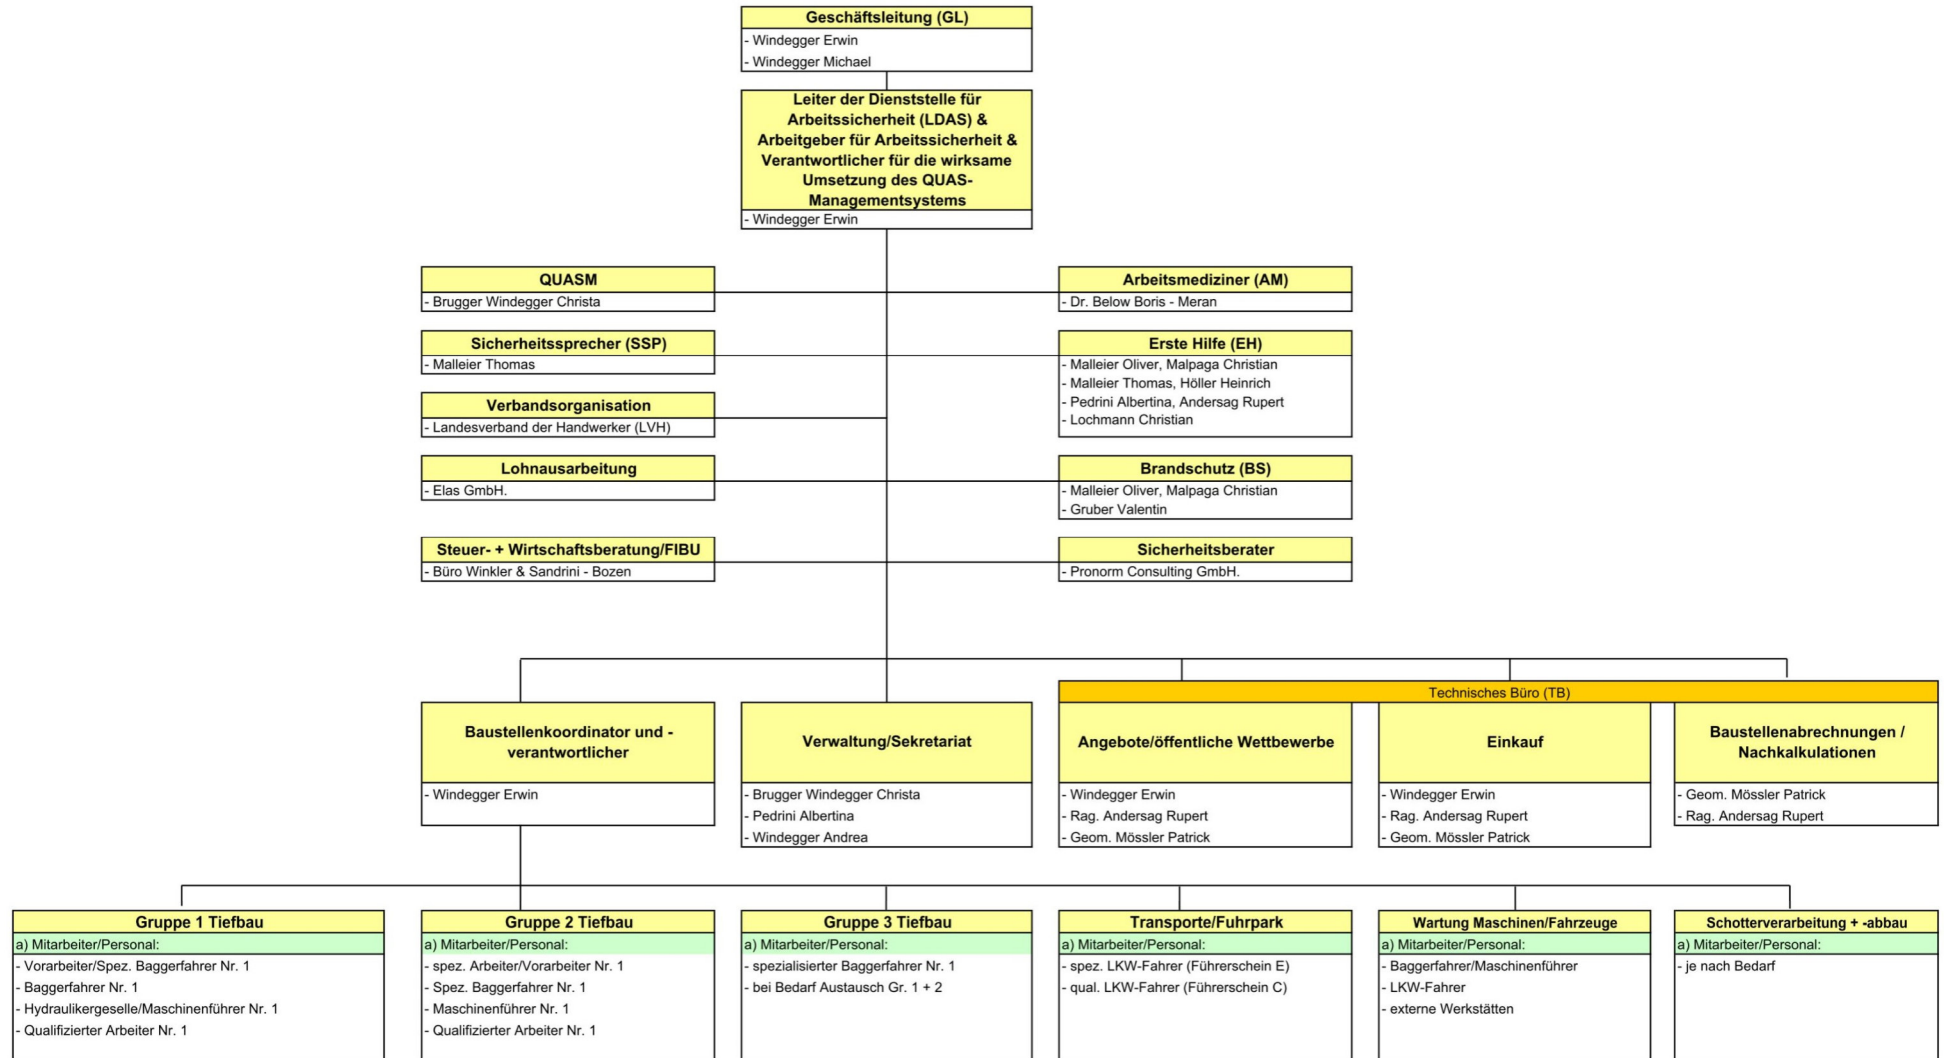 Geschäftsleitung (GL)
- Windegger Erwin
- Windegger Michael
Leiter der Dienststelle für
Arbeitssicherheit (LDAS) &
Arbeitgeber für Arbeitssicherheit &
Verantwortlicher für die wirksame
Umsetzung des QUAS-
Managementsystems
- Windegger Erwin
QUASM
- Brugger Windegger Christa
Arbeitsmediziner (AM)
- Dr. Below Boris - Meran
Sicherheitssprecher (SSP)
- Malleier Thomas
Erste Hilfe (EH)
- Malleier Oliver, Malpaga Christian
- Malleier Thomas, Höller Heinrich
- Pedrini Albertina, Andersag Rupert
- Lochmann Christian
Verbandsorganisation
- Landesverband der Handwerker (LVH)
Lohnausarbeitung
- Elas GmbH.
Brandschutz (BS)
- Malleier Oliver, Malpaga Christian
- Gruber Valentin
Steuer- + Wirtschaftsberatung/FIBU
- Büro Winkler & Sandrini - Bozen
Sicherheitsberater
- Pronorm Consulting GmbH.
Technisches Büro (TB)
Baustellenkoordinator und -
verantwortlicher
- Windegger Erwin
Verwaltung/Sekretariat
- Brugger Windegger Christa
- Pedrini Albertina
- Windegger Andrea
Angebote/öffentliche Wettbewerbe
- Windegger Erwin
- Rag. Andersag Rupert
- Geom. Mössler Patrick
Einkauf
- Windegger Erwin
- Rag. Andersag Rupert
- Geom. Mössler Patrick
Baustellenabrechnungen /
Nachkalkulationen
- Geom. Mössler Patrick
- Rag. Andersag Rupert
Gruppe 1 Tiefbau
a) Mitarbeiter/Personal:
- Vorarbeiter/Spez. Baggerfahrer Nr. 1
- Baggerfahrer Nr. 1
- Hydraulikergeselle/Maschinenführer Nr. 1
- Qualifizierter Arbeiter Nr. 1
Gruppe 2 Tiefbau
a) Mitarbeiter/Personal:
- spez. Arbeiter/Vorarbeiter Nr. 1
- Spez. Baggerfahrer Nr. 1
- Maschinenführer Nr. 1
- Qualifizierter Arbeiter Nr. 1
Gruppe 3 Tiefbau
a) Mitarbeiter/Personal:
- spezialisierter Baggerfahrer Nr. 1
- bei Bedarf Austausch Gr. 1 + 2
Transporte/Fuhrpark
a) Mitarbeiter/Personal:
- spez. LKW-Fahrer (Führerschein E)
- qual. LKW-Fahrer (Führerschein C)
Wartung Maschinen/Fahrzeuge
a) Mitarbeiter/Personal:
- Baggerfahrer/Maschinenführer
- LKW-Fahrer
- externe Werkstätten
Schotterverarbeitung + -abbau
a) Mitarbeiter/Personal:
- je nach Bedarf